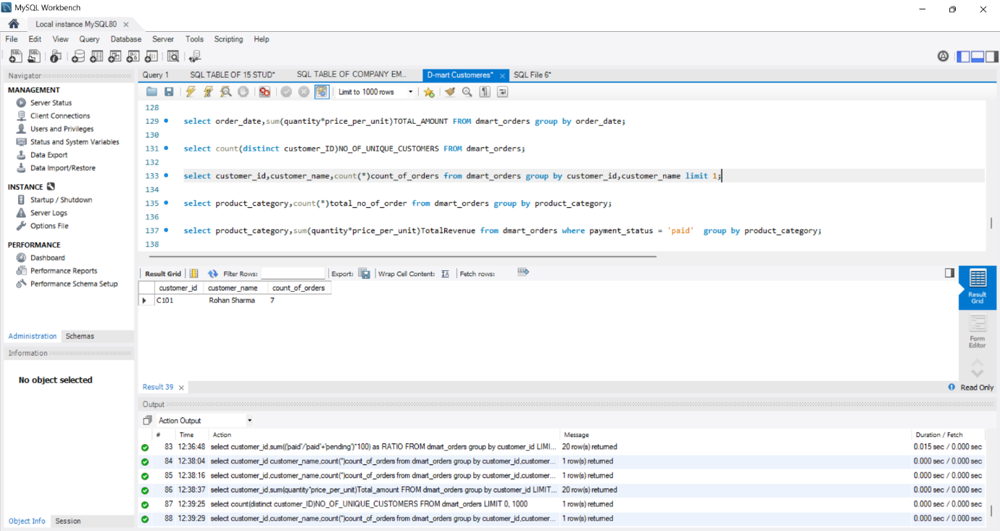 MySQL Workbench
Local instance MySQL80
File Edit View Query Database Server Tools Scripting Help
Navigator
MANAGEMENT
Server Status
Client Connections
Users and Privileges
Status and System Variables
Data Export
Data Import/Restore
INSTANCE
Startup / Shutdown
Server Logs
Options File
PERFORMANCE
Dashboard
Performance Reports
Performance Schema Setup
Administration Schemas
Information
No object selected
Object Info Session
Query 1 SQL TABLE OF 15 STUD* SQL TABLE OF COMPANY EM... D-mart Customeres* SQL File 6*
Limit to 1000 rows
128
129 select order_date,sum(quantity*price_per_unit)TOTAL_AMOUNT FROM dmart_orders group by order_date;
130
131 select count(distinct customer_ID)NO_OF_UNIQUE_CUSTOMERS FROM dmart_orders;
132
133 select customer_id,customer_name,count(*)count_of_orders from dmart_orders group by customer_id,customer_name limit 1;
134
135 select product_category,count(*)total_no_of_order from dmart_orders group by product_category;
136
137 select product_category,sum(quantity*price_per_unit)TotalRevenue from dmart_orders where payment_status = 'paid'  group by product_category;
138
Result Grid Filter Rows: Export: Wrap Cell Content: Fetch rows:
customer_id customer_name count_of_orders
C101 Rohan Sharma 7
Result Grid
Form Editor
Result 39
Read Only
Output
Action Output
# Time Action Message Duration / Fetch
83 12:36:48 select customer_id,sum(('paid'/'paid'+'pending')*100) as RATIO FROM dmart_orders group by customer_id LIMI... 20 row(s) returned 0.015 sec / 0.000 sec
84 12:38:04 select customer_id customer_name,count(*)count_of_orders from dmart_orders group by customer_id,customer... 1 row(s) returned 0.000 sec / 0.000 sec
85 12:38:16 select customer_id,customer_name,count(*)count_of_orders from dmart_orders group by customer_id,customer... 1 row(s) returned 0.000 sec / 0.000 sec
86 12:38:37 select customer_id,sum(quantity*price_per_unit)Total_amount FROM dmart_orders group by customer_id LIMIT... 20 row(s) returned 0.000 sec / 0.000 sec
87 12:39:25 select count(distinct customer_ID)NO_OF_UNIQUE_CUSTOMERS FROM dmart_orders LIMIT 0, 1000 1 row(s) returned 0.000 sec / 0.000 sec
88 12:39:29 select customer_id,customer_name,count(*)count_of_orders from dmart_orders group by customer_id,customer... 1 row(s) returned 0.000 sec / 0.000 sec